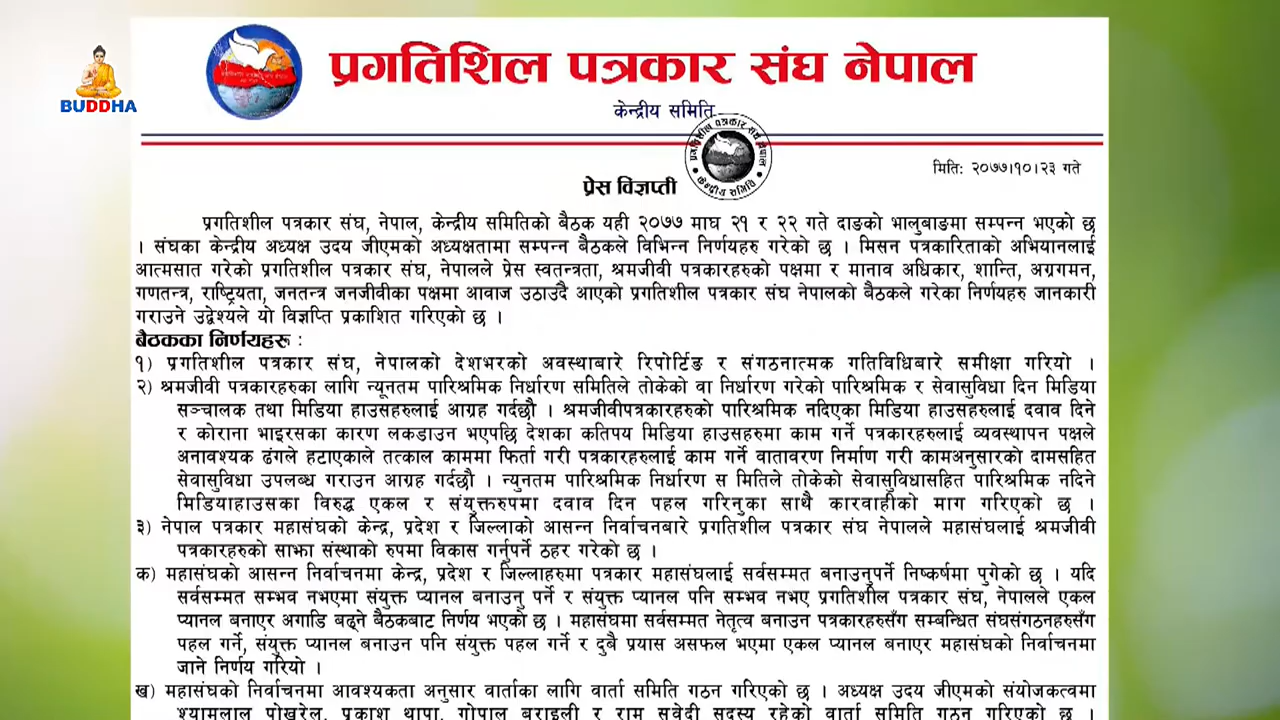 BUDDHA
प्रगतिशिल पत्रकार संघ नेपाल
केन्द्रीय समिति
प्रगतिशील पत्रकार संघ नेपाल
केन्द्रीय समिति
मिति: २०७७।१०।२३ गते
प्रेस विज्ञप्ती
प्रगतिशील पत्रकार संघ, नेपाल, केन्द्रीय समितिको बैठक यही २०७७ माघ २१ र २२ गते दाङको भालुबाङमा सम्पन्न भएको छ
। संघका केन्द्रीय अध्यक्ष उदय जीएमको अध्यक्षतामा सम्पन्न बैठकले विभिन्न निर्णयहरु गरेको छ । मिसन पत्रकारिताको अभियानलाई
आत्मसात गरेको प्रगतिशील पत्रकार संघ, नेपालले प्रेस स्वतन्त्रता, श्रमजीवी पत्रकारहरुको पक्षमा र मानाव अधिकार, शान्ति, अग्रगमन,
गणतन्त्र, राष्ट्रियता, जनतन्त्र जनजीवीका पक्षमा आवाज उठाउदै आएको प्रगतिशील पत्रकार संघ नेपालको बैठकले गरेका निर्णयहरु जानकारी
गराउने उद्वेश्यले यो विज्ञप्ति प्रकाशित गरिएको छ ।
बैठकका निर्णयहरू :
१) प्रगतिशील पत्रकार संघ, नेपालको देशभरको अवस्थाबारे रिपोर्टिङ र संगठनात्मक गतिविधिबारे समीक्षा गरियो ।
२) श्रमजीवी पत्रकारहरुका लागि न्यूनतम पारिश्रमिक निर्धारण समितिले तोकेको वा निर्धारण गरेको पारिश्रमिक र सेवासुविधा दिन मिडिया
सञ्चालक तथा मिडिया हाउसहरुलाई आग्रह गर्दछौ । श्रमजीवीपत्रकारहरुको पारिश्रमिक नदिएका मिडिया हाउसहरुलाई दवाव दिने
र कोराना भाइरसका कारण लकडाउन भएपछि देशका कतिपय मिडिया हाउसहरुमा काम गर्ने पत्रकारहरुलाई व्यवस्थापन पक्षले
अनावश्यक ढंगले हटाएकाले तत्काल काममा फिर्ता गरी पत्रकारहरुलाई काम गर्ने वातावरण निर्माण गरी कामअनुसारको दामसहित
सेवासुविधा उपलब्ध गराउन आग्रह गर्दछौ । न्युनतम पारिश्रमिक निर्धारण स मितिले तोकेको सेवासुविधासहित पारिश्रमिक नदिने
मिडियाहाउसका विरुद्ध एकल र संयुक्तरुपमा दवाव दिन पहल गरिनुका साथै कारवाहीको माग गरिएको छ ।
३) नेपाल पत्रकार महासंघको केन्द्र, प्रदेश र जिल्लाको आसन्न निर्वाचनबारे प्रगतिशील पत्रकार संघ नेपालले महासंघलाई श्रमजीवी
पत्रकारहरुको साझा संस्थाको रुपमा विकास गर्नुपर्ने ठहर गरेको छ ।
क) महासंघको आसन्न निर्वाचनमा केन्द्र, प्रदेश र जिल्लाहरुमा पत्रकार महासंघलाई सर्वसम्मत बनाउनुपर्ने निष्कर्षमा पुगेको छ । यदि
सर्वसम्मत सम्भव नभएमा संयुक्त प्यानल बनाउनु पर्ने र संयुक्त प्यानल पनि सम्भव नभए प्रगतिशील पत्रकार संघ, नेपालले एकल
प्यानल बनाएर अगाडि बढ्ने बैठकबाट निर्णय भएको छ । महासंघमा सर्वसम्मत नेतृत्व बनाउन पत्रकारहरुसँग सम्बन्धित संघसंगठनहरुसँग
पहल गर्ने, संयुक्त प्यानल बनाउन पनि संयुक्त पहल गर्ने र दुबै प्रयास असफल भएमा एकल प्यानल बनाएर महासंघको निर्वाचनमा
जाने निर्णय गरियो ।
ख) महासंघको निर्वाचनमा आवश्यकता अनुसार वार्ताका लागि वार्ता समिति गठन गरिएको छ । अध्यक्ष उदय जीएमको संयोजकत्वमा
श्यामलाल पोखरेल, प्रकाश थापा, गोपाल बराइली र राम सुवेदी सदस्य रहेको वार्ता समिति गठन गरिएको छ ।